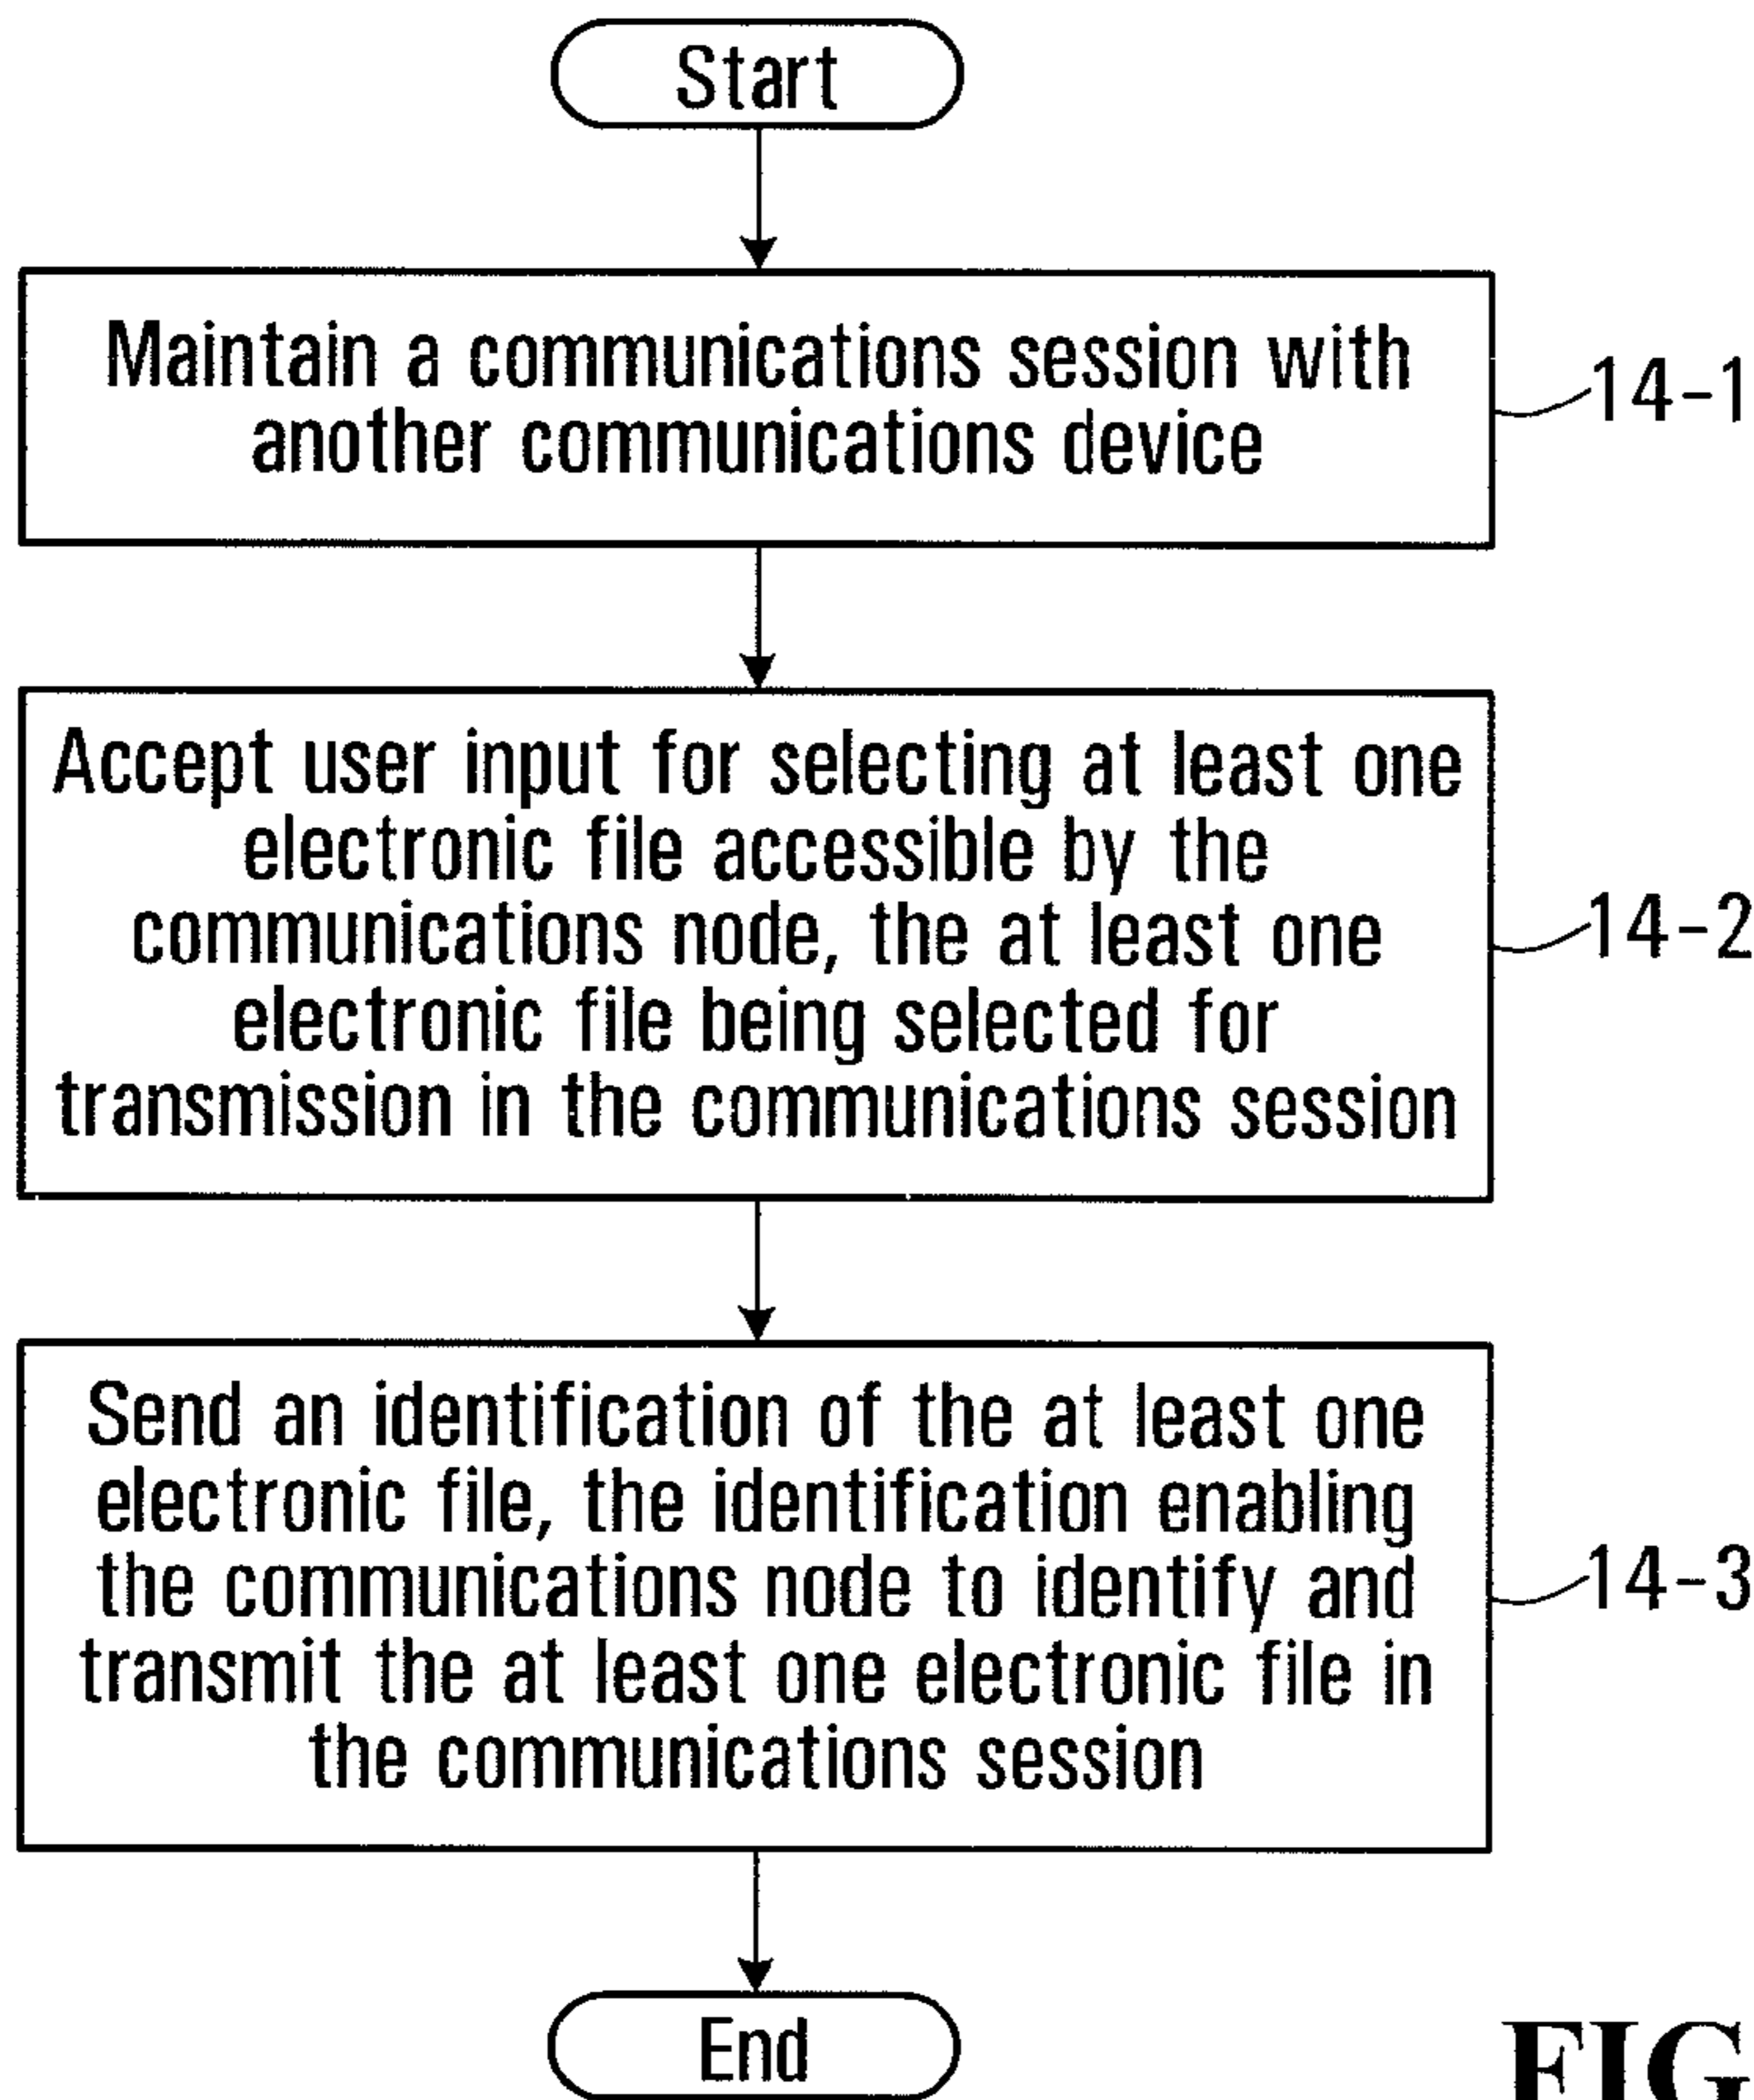 Start
Maintain a communications session with
another communications device
14-1
Accept user input for selecting at least one
electronic file accessible by the
communications node, the at least one
electronic file being selected for
transmission in the communications session
14-2
Send an identification of the at least one
electronic file, the identification enabling
the communications node to identify and
transmit the at least one electronic file in
the communications session
14-3
End
FIG